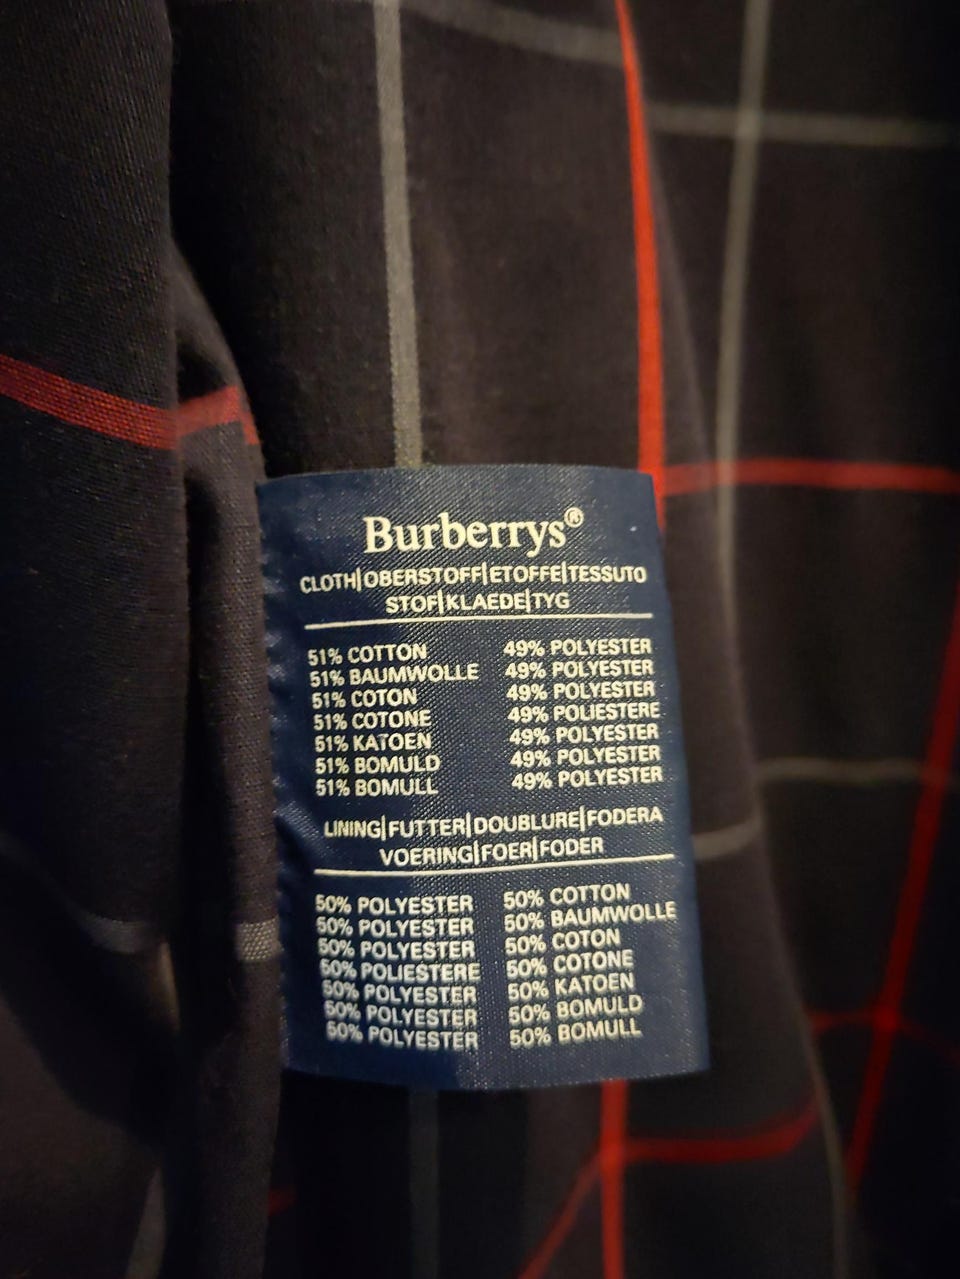 Burberrys®
CLOTH|OBERSTOFF|ETOFFE|TESSUTO
STOF|KLAEDE|TYG
51% COTTON 49% POLYESTER
51% BAUMWOLLE 49% POLYESTER
51% COTON 49% POLYESTER
51% COTONE 49% POLIESTERE
51% KATOEN 49% POLYESTER
51% BOMULD 49% POLYESTER
51% BOMULL 49% POLYESTER
LINING|FUTTER|DOUBLURE|FODERA
VOERING|FOER|FODER
50% POLYESTER 50% COTTON
50% POLYESTER 50% BAUMWOLLE
50% POLYESTER 50% COTON
50% POLIESTERE 50% COTONE
50% POLYESTER 50% KATOEN
50% POLYESTER 50% BOMULD
50% POLYESTER 50% BOMULL